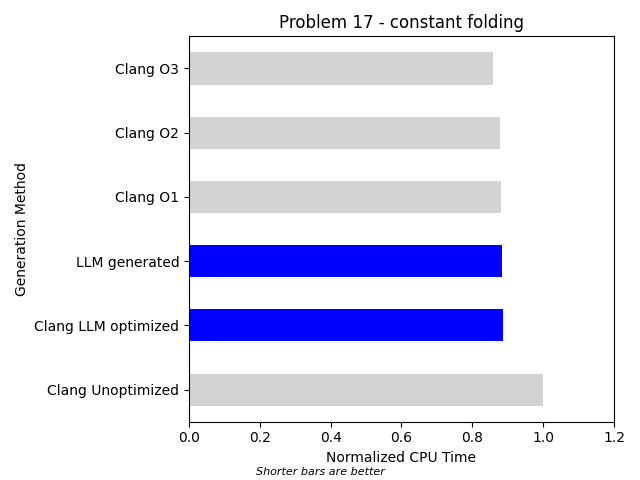 Problem 17 - constant folding
Generation Method
Clang O3
Clang O2
Clang O1
LLM generated
Clang LLM optimized
Clang Unoptimized
0.0 0.2 0.4 0.6 0.8 1.0 1.2
Normalized CPU Time
Shorter bars are better